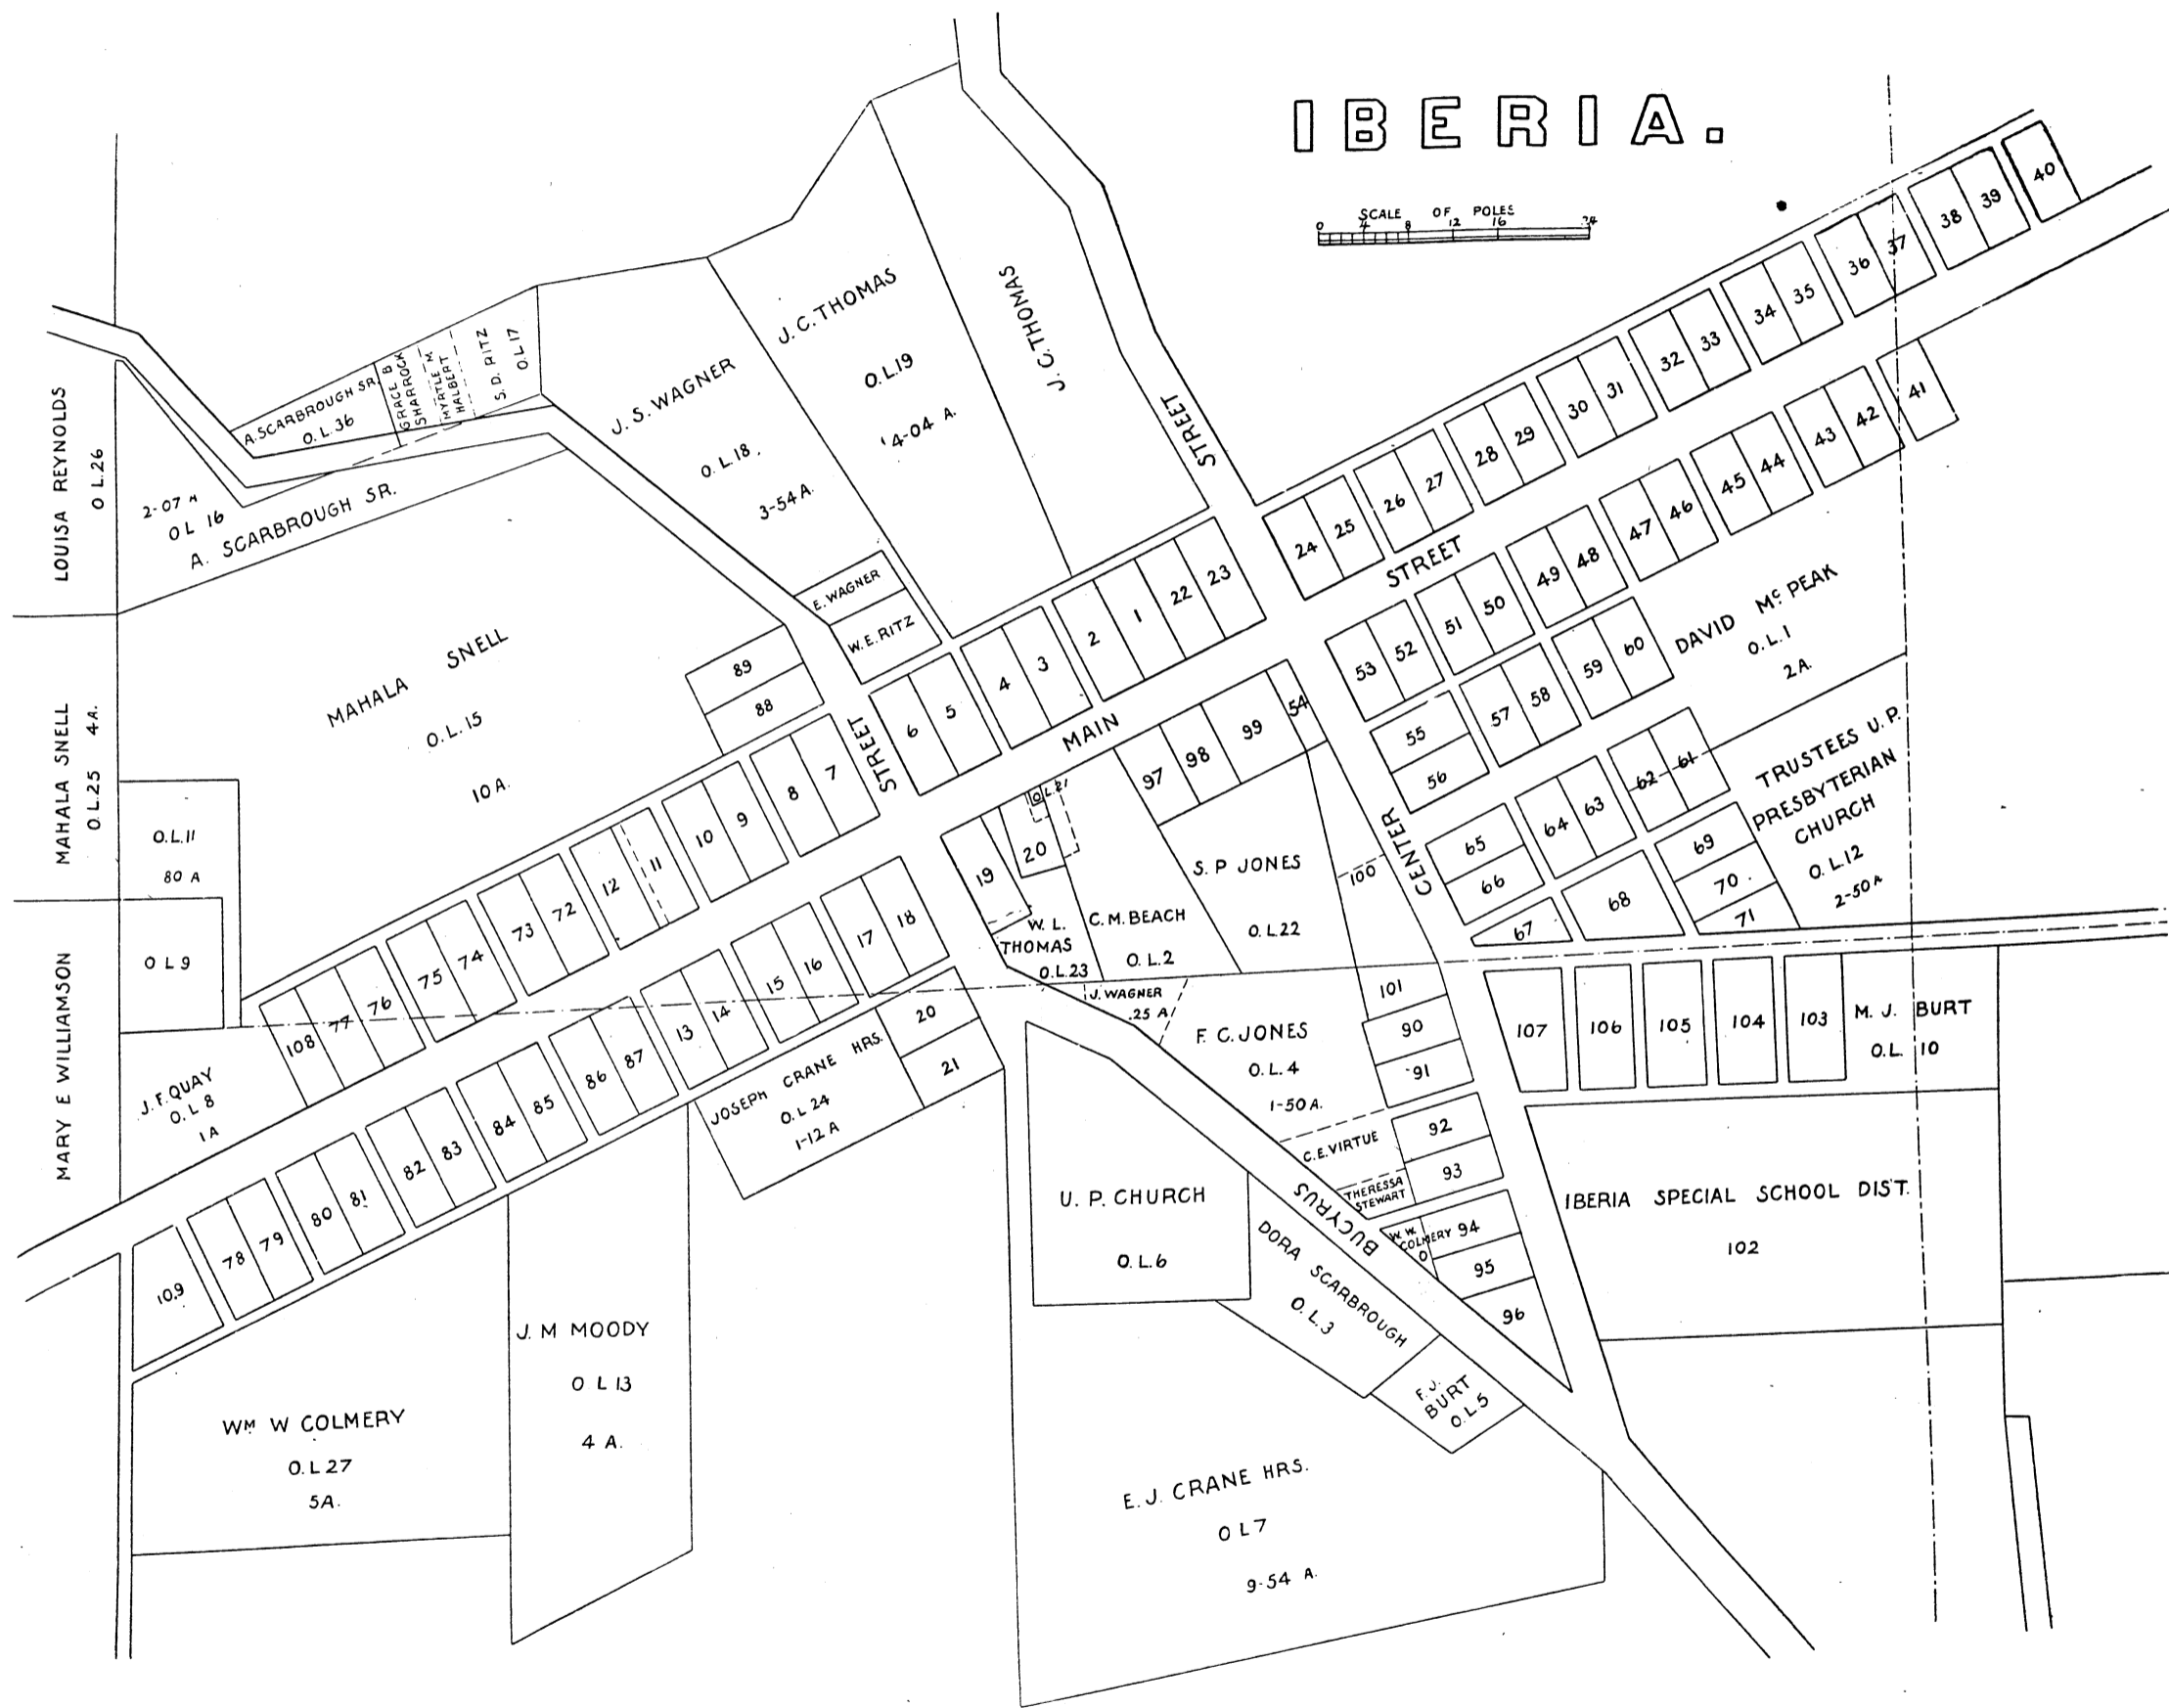 IBERIA.
SCALE OF POLES
0 4 8 12 16 24
LOUISA REYNOLDS
O L.26
MAHALA SNELL
O.L.25 4A.
MARY E WILLIAMSON
A. SCARBROUGH SR.
O.L. 36
GRACE B
SHARROCK
MYRTLE M.
HALBERT
S. D. RITZ
O.L 17
2-07 A
O L 16
A. SCARBROUGH SR.
J. S. WAGNER
O. L. 18.
3-54 A.
J. C. THOMAS
O.L.19
4-04 A.
J. C. THOMAS
STREET
E. WAGNER
W. E. RITZ
MAHALA SNELL
O. L. 15
10 A.
89
88
O. L. 11
80 A
O L 9
J. F. QUAY
O. L 8
1 A
24
25
26
27
28
29
30
31
32
33
34
35
36
37
38
39
40
STREET
53
52
51
50
49
48
47
46
45
44
43
42
41
55
56
57
58
59
60
DAVID Mc PEAK
O. L. 1
2 A.
65
66
64
63
62
61
67
68
69
70
71
TRUSTEES U. P.
PRESBYTERIAN
CHURCH
O. L. 12
2-50 A
108
77
76
75
74
73
72
12
11
10
9
8
7
STREET
6
5
4
3
2
1
22
23
MAIN
109
78
79
80
81
82
83
84
85
86
87
13
14
15
16
17
18
19
20
O L. 21
97
98
99
54
W. L.
THOMAS
O.L.23
C. M. BEACH
O. L. 2
S. P JONES
O. L.22
100
CENTER
J. WAGNER
.25 A
F. C. JONES
O. L. 4
1-50 A.
101
90
91
92
93
94
95
96
C. E. VIRTUE
THERESSA
STEWART
W. W.
COLMERY
O
BUCYRUS
107
106
105
104
103
M. J. BURT
O. L. 10
IBERIA SPECIAL SCHOOL DIS'T.
102
JOSEPH CRANE HRS.
O. L 24
1-12 A
20
21
U. P. CHURCH
O. L. 6
DORA SCARBROUGH
O. L. 3
F. J.
BURT
O. L. 5
E. J. CRANE HRS.
O L 7
9-54 A.
J. M MOODY
O L 13
4 A.
WM W COLMERY
O. L 27
5A.